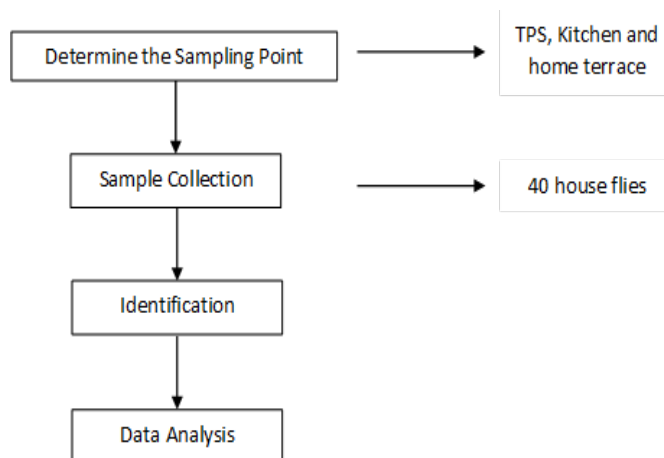 Determine the Sampling Point
TPS, Kitchen and
home terrace
Sample Collection
40 house flies
Identification
Data Analysis